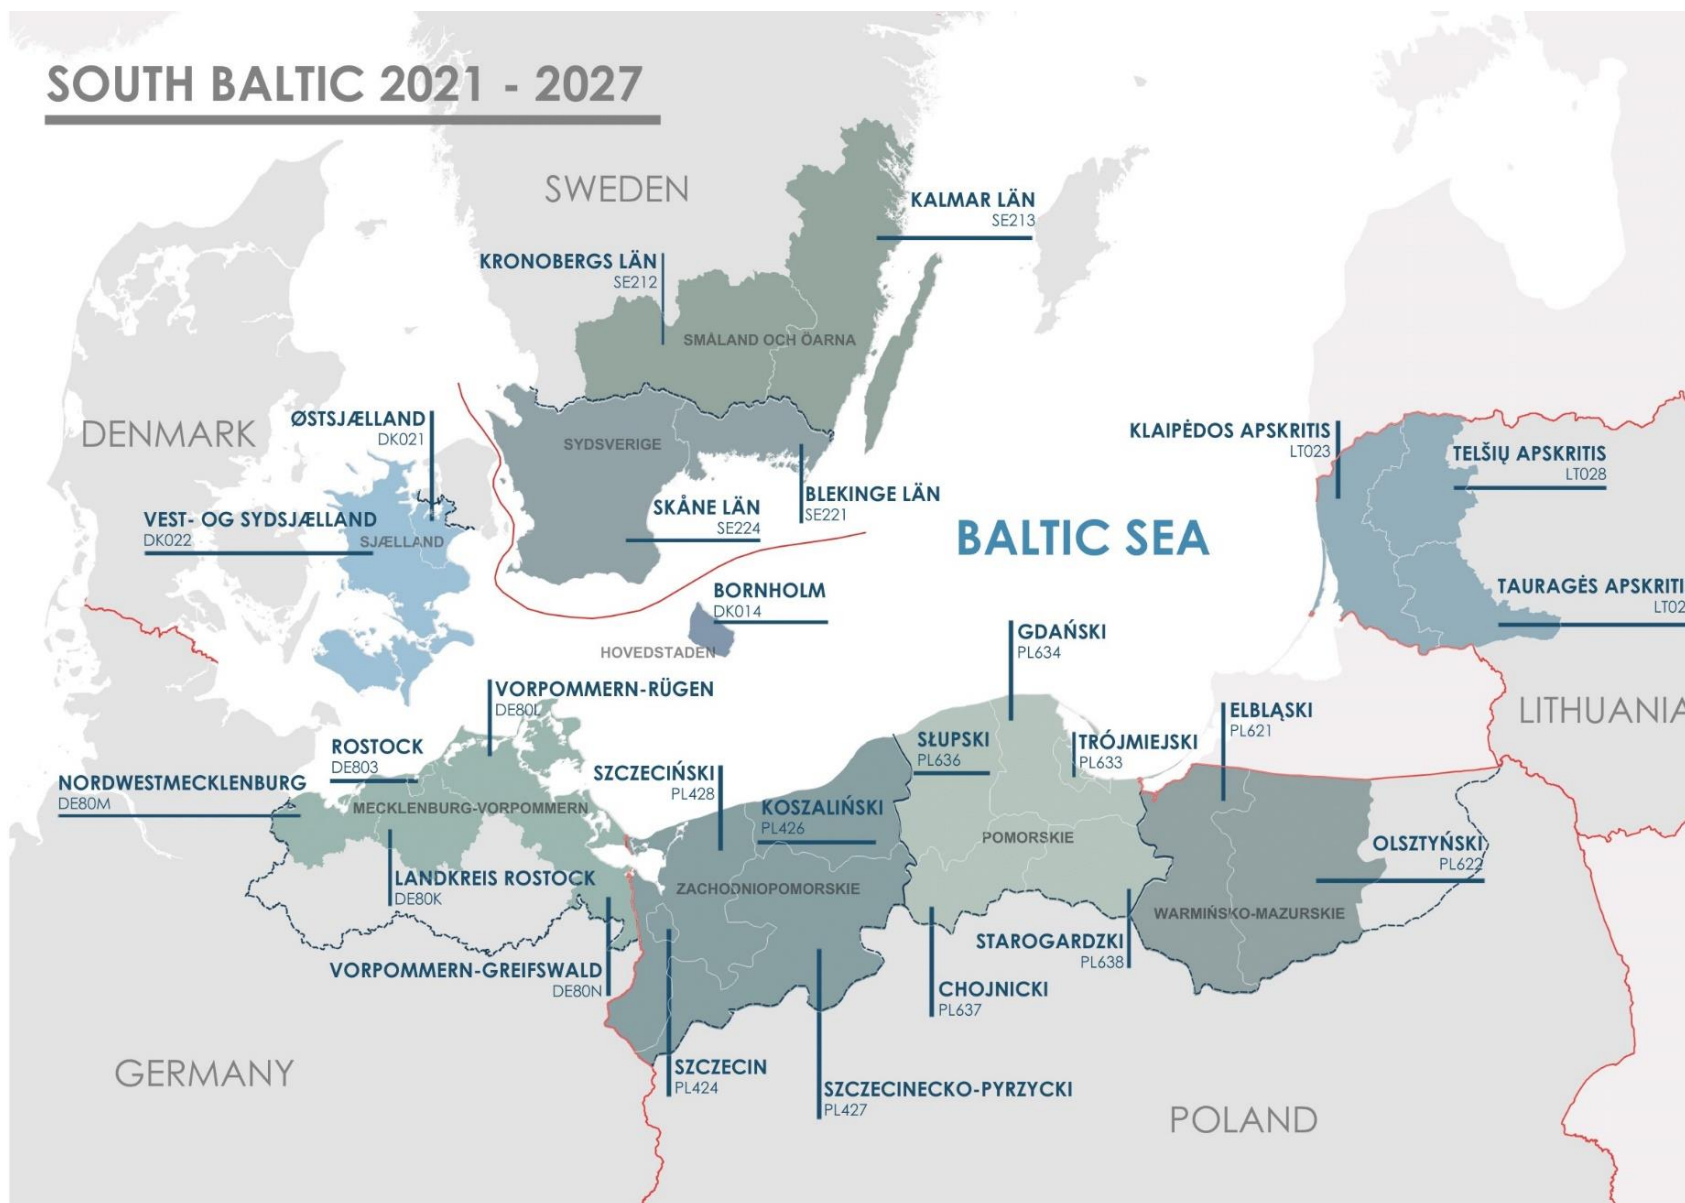 SOUTH BALTIC 2021 - 2027
SWEDEN
KALMAR LÄN
SE213
KRONOBERGS LÄN
SE212
SMÅLAND OCH ÖARNA
DENMARK
ØSTSJÆLLAND
DK021
SYDSVERIGE
KLAIPĖDOS APSKRITIS
LT023
TELŠIŲ APSKRITIS
LT028
VEST- OG SYDSJÆLLAND
DK022
SJÆLLAND
SKÅNE LÄN
SE224
BLEKINGE LÄN
SE221
BALTIC SEA
BORNHOLM
DK014
HOVEDSTADEN
TAURAGĖS APSKRITI
LT02
GDAŃSKI
PL634
VORPOMMERN-RÜGEN
DE80L
LITHUANIA
ELBLĄSKI
PL621
ROSTOCK
DE803
SŁUPSKI
PL636
TRÓJMIEJSKI
PL633
NORDWESTMECKLENBURG
DE80M
SZCZECIŃSKI
PL428
MECKLENBURG-VORPOMMERN
KOSZALIŃSKI
PL426
POMORSKIE
OLSZTYŃSKI
PL622
LANDKREIS ROSTOCK
DE80K
ZACHODNIOPOMORSKIE
WARMIŃSKO-MAZURSKIE
STAROGARDZKI
PL638
VORPOMMERN-GREIFSWALD
DE80N
CHOJNICKI
PL637
GERMANY
SZCZECIN
PL424
SZCZECINECKO-PYRZYCKI
PL427
POLAND